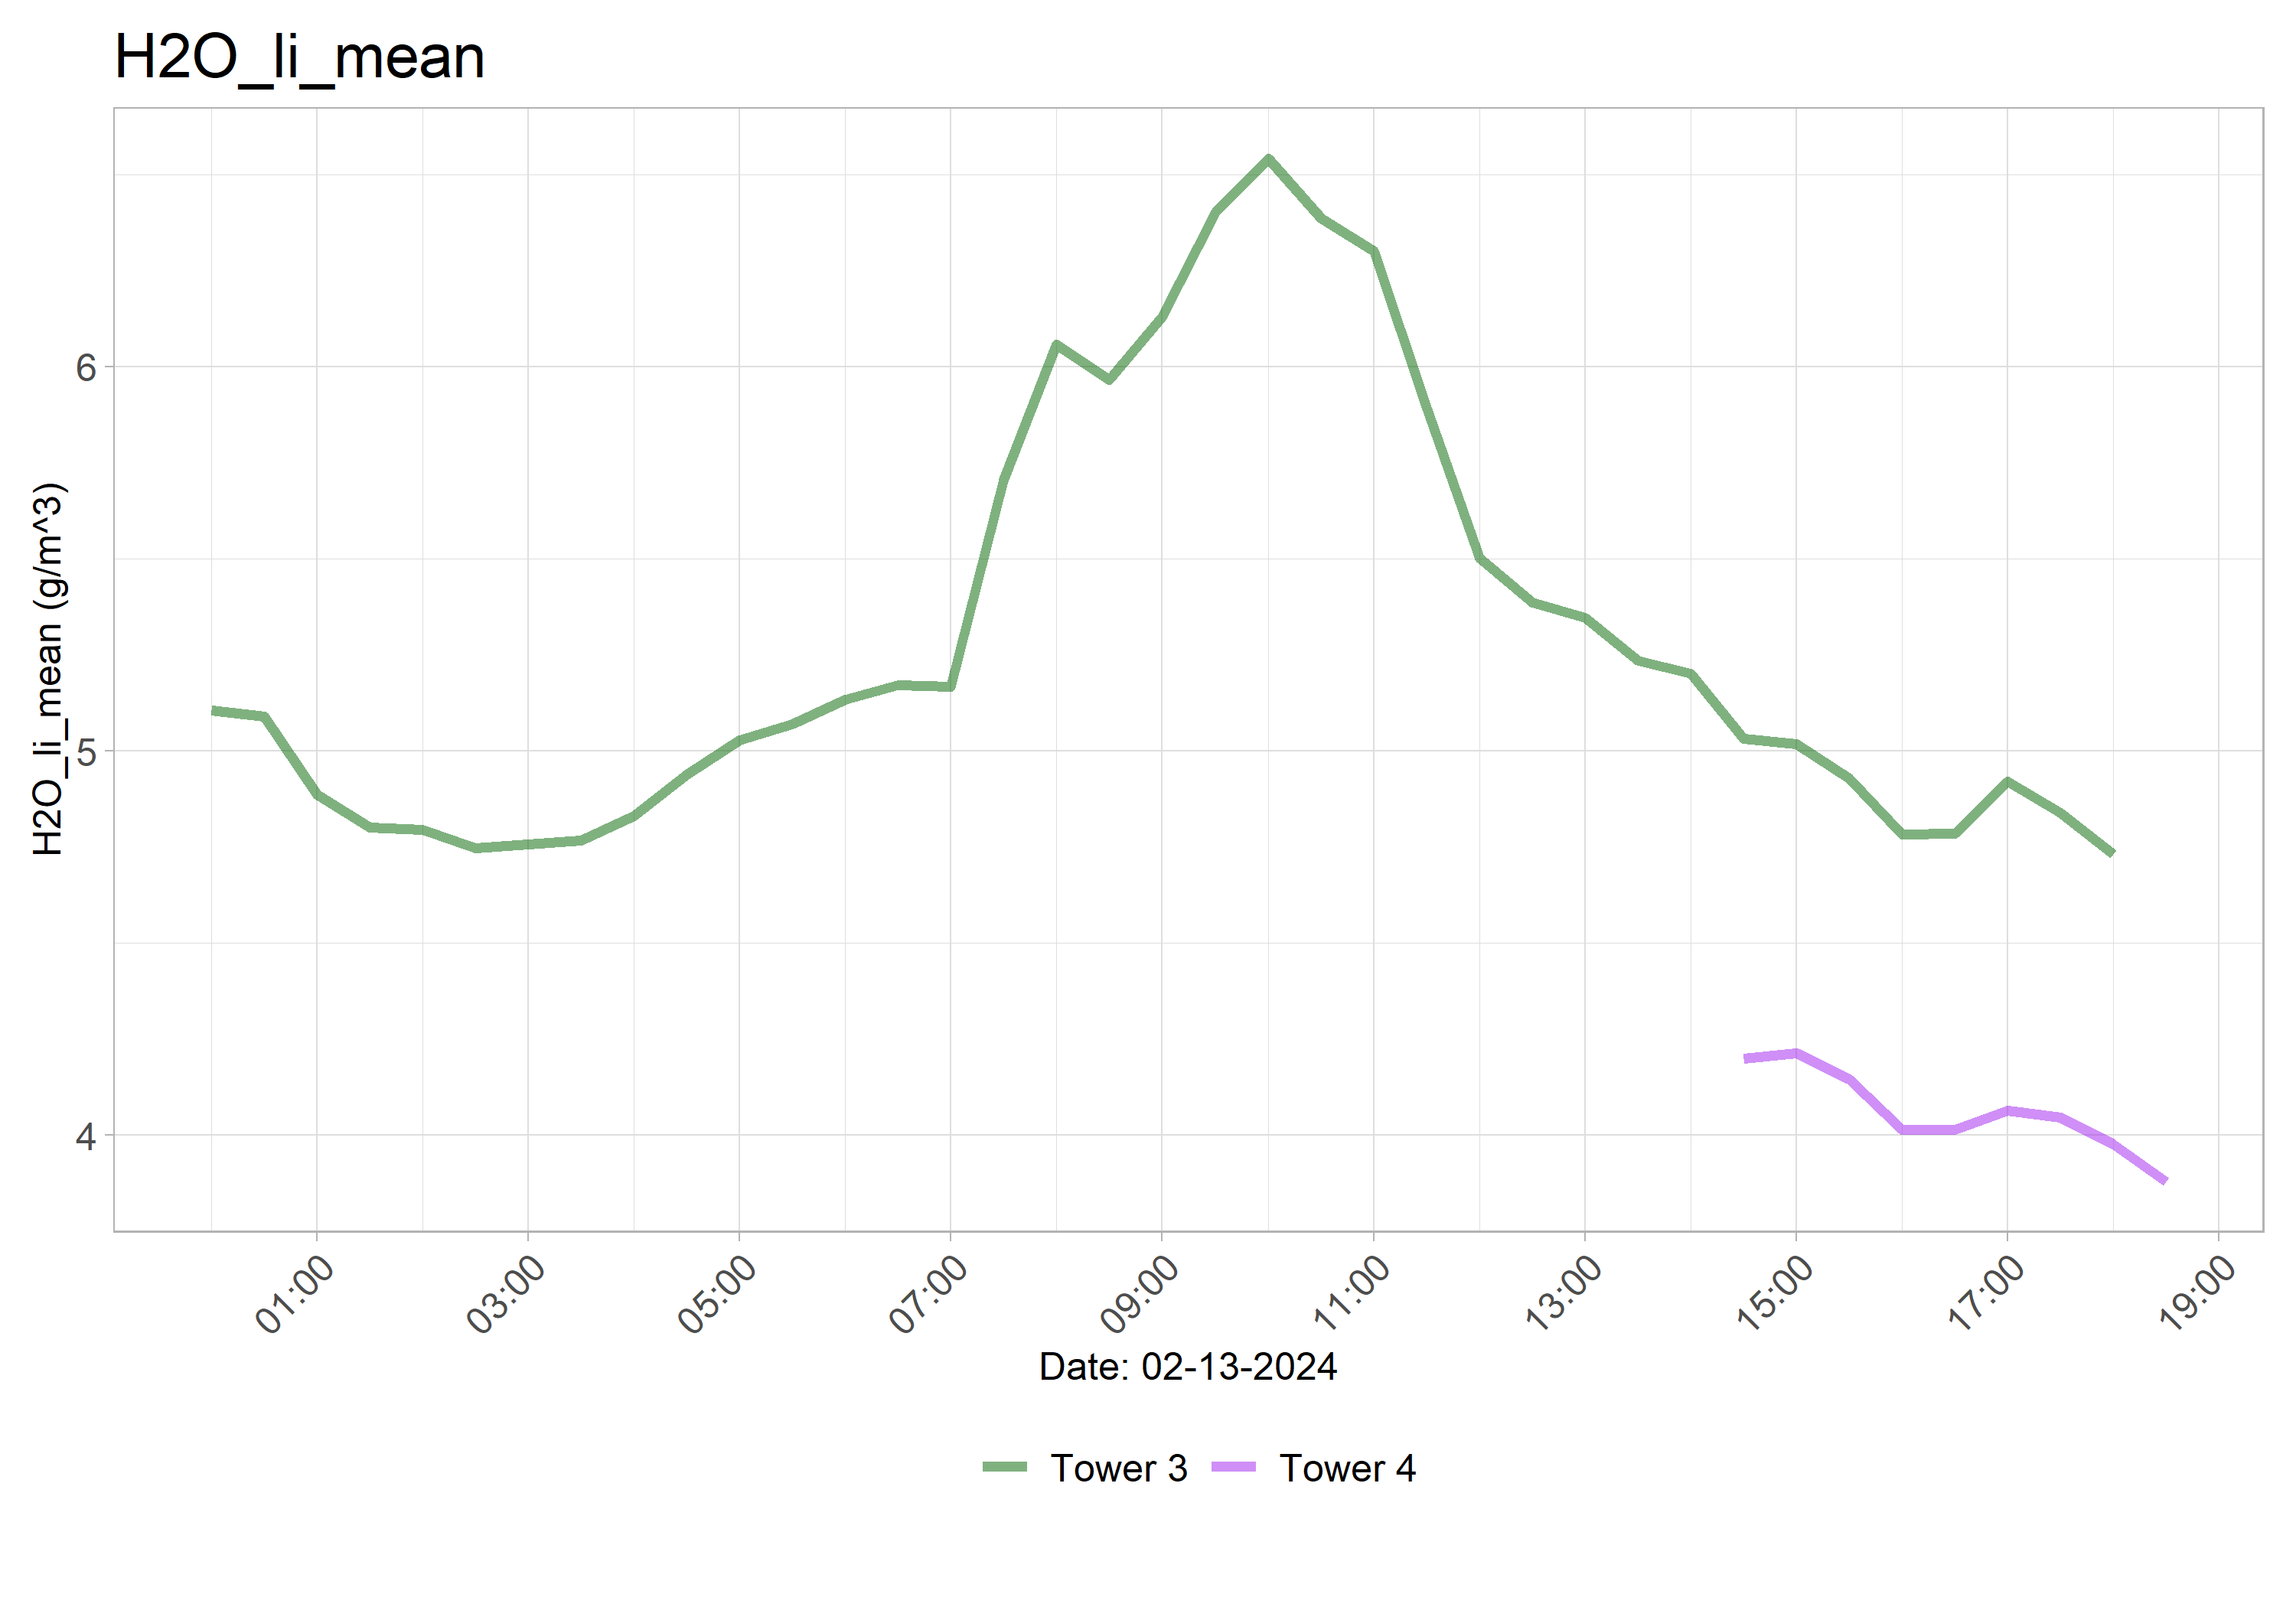 H2O_li_mean
H2O_li_mean (g/m^3)
6
5
4
01:00 03:00 05:00 07:00 09:00 11:00 13:00 15:00 17:00 19:00
Date: 02-13-2024
Tower 3 Tower 4